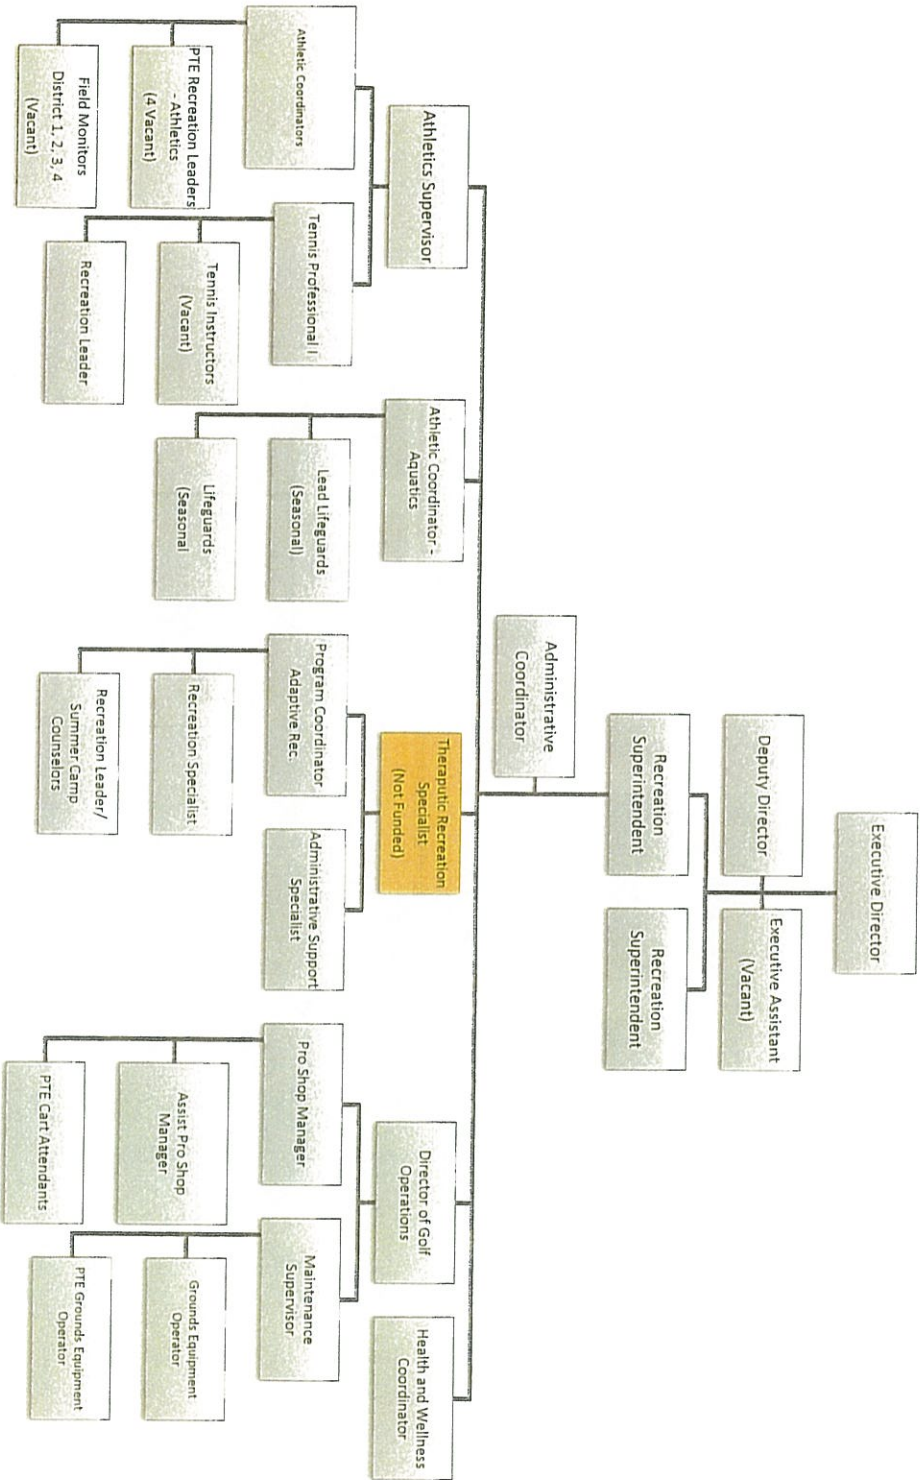 Executive Director
Deputy Director
Executive Assistant
(Vacant)
Recreation
Superintendent
Recreation
Superintendent
Administrative
Coordinator
Athletics Supervisor
Athletic Coordinators
PTE Recreation Leaders
- Athletics
(4 Vacant)
Field Monitors
District 1, 2, 3, 4
(Vacant)
Tennis Professional I
Tennis Instructors
(Vacant)
Recreation Leader
Athletic Coordinator -
Aquatics
Lead Lifeguards
(Seasonal)
Lifeguards
(Seasonal
Theraputic Recreation
Specialist
(Not Funded)
Program Coordinator
Adaptive Rec.
Recreation Specialist
Recreation Leader/
Summer Camp
Counselors
Administrative Support
Specialist
Director of Golf
Operations
Pro Shop Manager
Assist Pro Shop
Manager
PTE Cart Attendants
Maintenance
Supervisor
Grounds Equipment
Operator
PTE Grounds Equipment
Operator
Health and Wellness
Coordinator